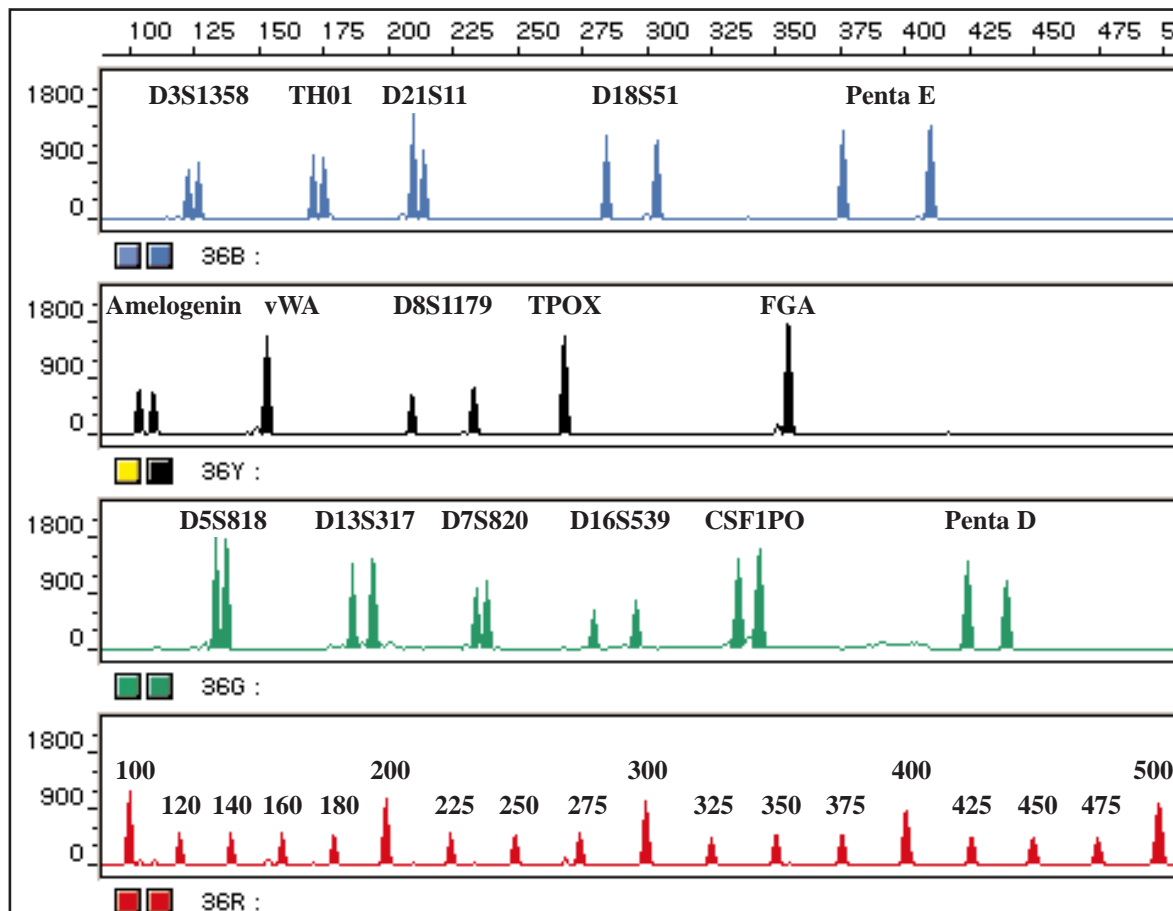 100 125 150 175 200 225 250 275 300 325 350 375 400 425 450 475 5
D3S1358 TH01 D21S11 D18S51 Penta E
1800
900
0
36B :
Amelogenin vWA D8S1179 TPOX FGA
1800
900
0
36Y :
D5S818 D13S317 D7S820 D16S539 CSF1PO Penta D
1800
900
0
36G :
1800
100 200 300 400 500
900 120 140 160 180 225 250 275 325 350 375 425 450 475
0
36R :